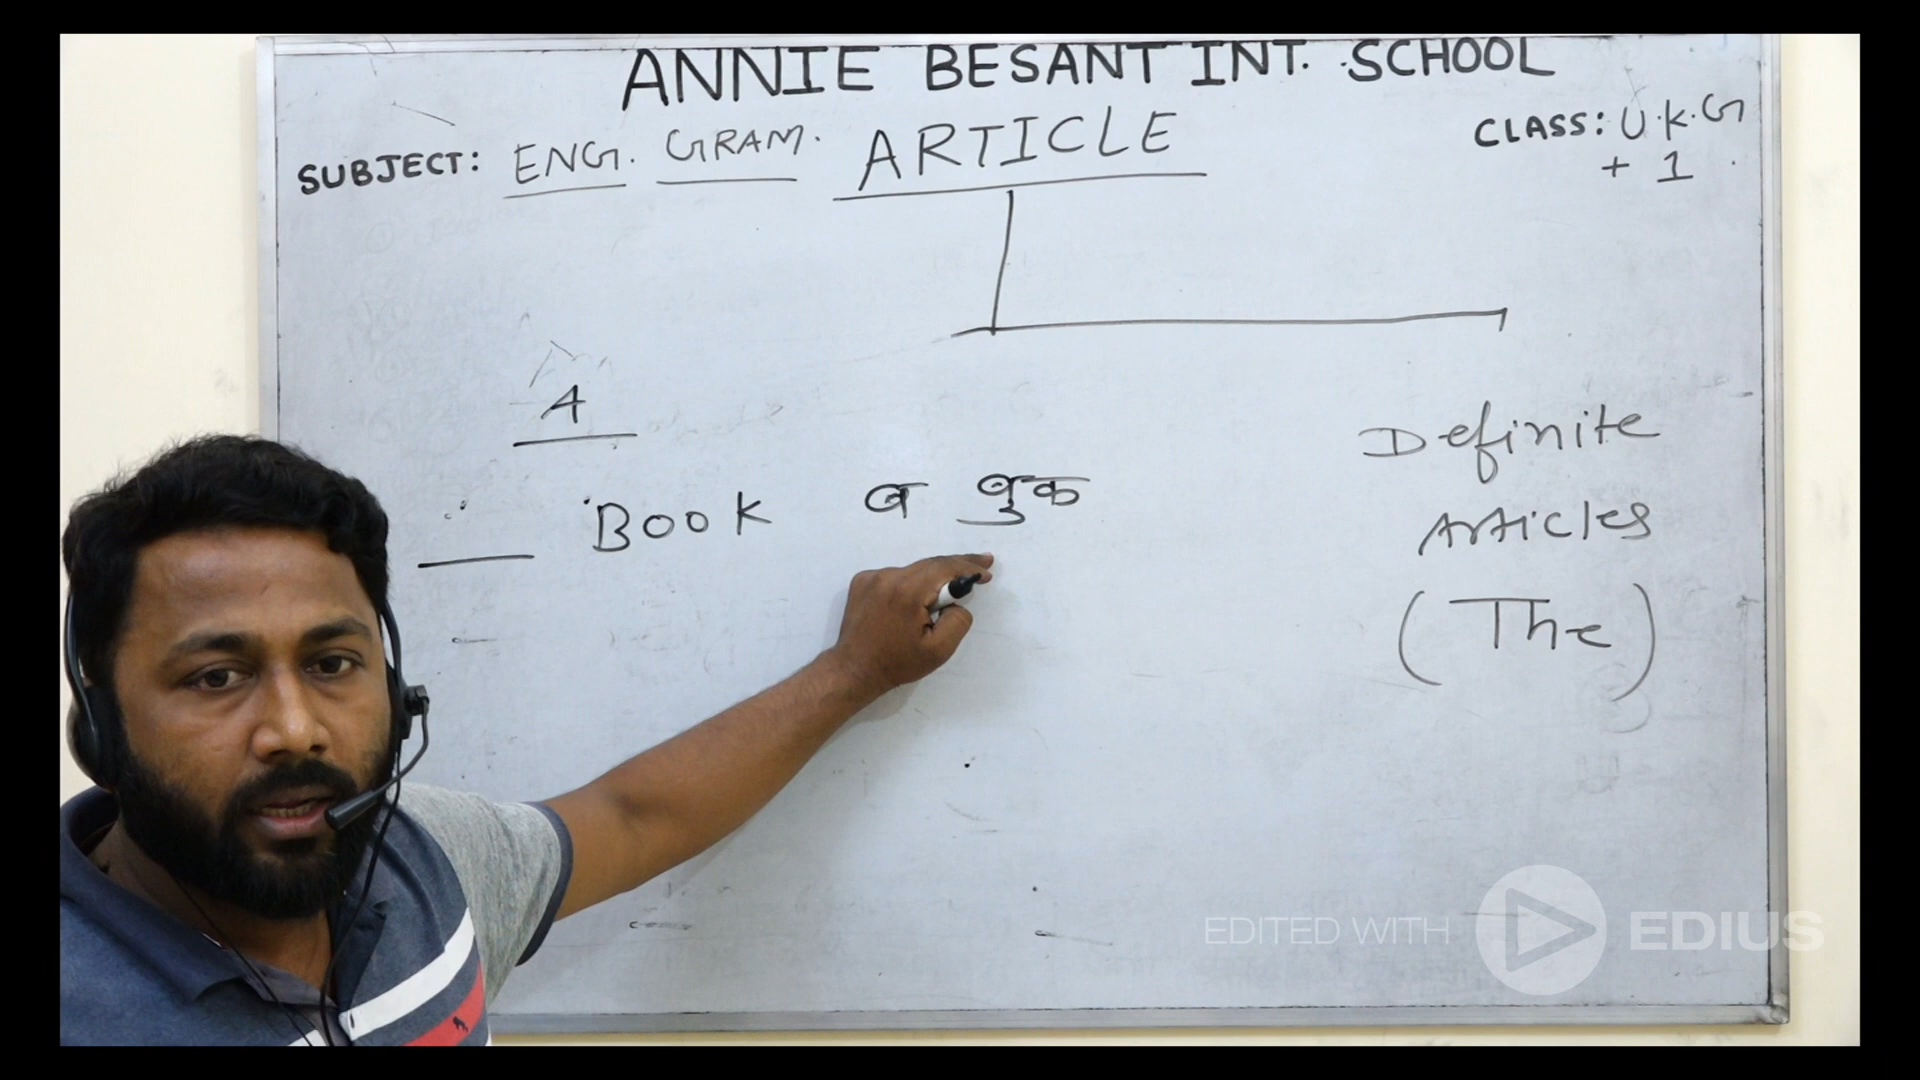 ANNIE BESANT INT. SCHOOL
SUBJECT: ENG. GRAM. ARTICLE CLASS: U.K.G
+ 1
A
Book ब बुक
Definite
Articles
(The)
EDITED WITH EDIUS